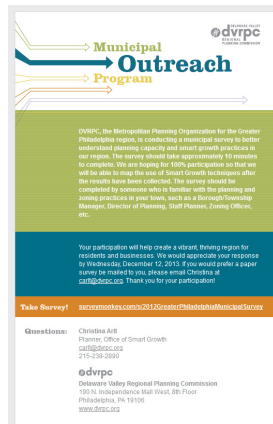 DELAWARE VALLEY
dvrpc
REGIONAL
PLANNING COMMISSION
Municipal
Outreach
Program
DVRPC, the Metropolitan Planning Organization for the Greater
Philadelphia region, is conducting a municipal survey to better
understand planning capacity and smart growth practices in
our region. The survey should take approximately 10 minutes
to complete. We are hoping for 100% participation so that we
will be able to map the use of Smart Growth techniques after
the results have been collected. The survey should be
completed by someone who is familiar with the planning and
zoning practices in your town, such as a Borough/Township
Manager, Director of Planning, Staff Planner, Zoning Officer,
etc.
Your participation will help create a vibrant, thriving region for
residents and businesses. We would appreciate your response
by Wednesday, December 12, 2013. If you would prefer a paper
survey be mailed to you, please email Christina at
carlt@dvrpc.org. Thank you for your participation!
Take Survey!
surveymonkey.com/s/2012GreaterPhiladelphiaMunicipalSurvey
Questions:
Christina Arlt
Planner, Office of Smart Growth
carlt@dvrpc.org
215-238-2890
dvrpc
Delaware Valley Regional Planning Commission
190 N. Independence Mall West, 8th Floor
Philadelphia, PA 19106
www.dvrpc.org